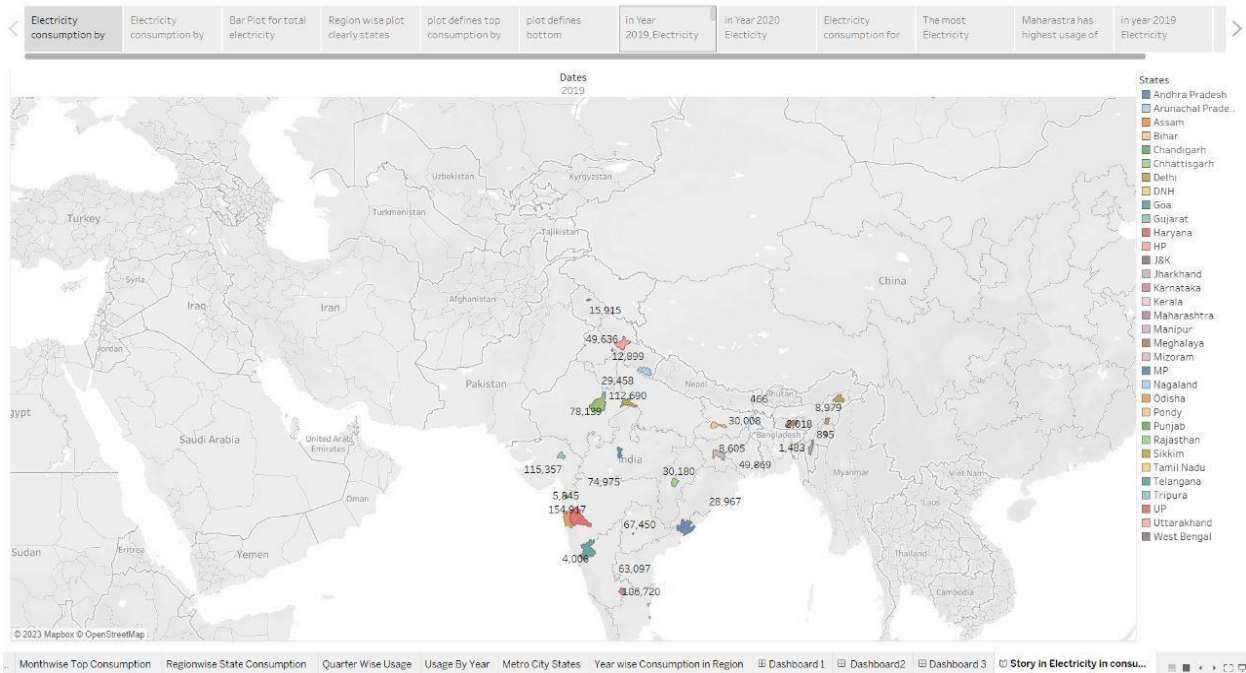 Electricity consumption by
Electricity consumption by
Bar Plot for total electricity
Region wise plot clearly states
plot defines top consumption by
plot defines bottom
in Year 2019,Electricity
in Year 2020 Electicity
Electricity consumption for
The most Electricity
Maharastra has highest usage of
in year 2019 Electricity
Dates
2019
States
Andhra Pradesh
Arunachal Prade..
Assam
Bihar
Chandigarh
Chhattisgarh
Delhi
DNH
Goa
Gujarat
Haryana
HP
J&K
Jharkhand
Karnataka
Kerala
Maharashtra
Manipur
Meghalaya
Mizoram
MP
Nagaland
Odisha
Pondy
Punjab
Rajasthan
Sikkim
Tamil Nadu
Telangana
Tripura
UP
Uttarakhand
West Bengal
Uzbekistan
Kyrgyzstan
Turkey
Turkmenistan
Tajikistan
Syria
Iran
Iran
Afghanistan
China
15,915
49,636
12,899
Jordan
Pakistan
29,458
Nepal
Bhutan
112,690
466
8,979
78,139
30,008
2,018
Saudi Arabia
United Arab Emirates
Bangladesh
895
India
8,605
1,483
115,357
30,180
49,869
Myanmar
Viet Nam
Oman
74,975
Laos
5,845
28,967
154,917
67,450
Sudan
Eritrea
Yemen
4,006
Thailand
63,097
Cambodia
106,720
© 2023 Mapbox © OpenStreetMap
Monthwise Top Consumption
Regionwise State Consumption
Quarter Wise Usage
Usage By Year
Metro City States
Year wise Consumption in Region
Dashboard 1
Dashboard2
Dashboard 3
Story in Electricity in consu...